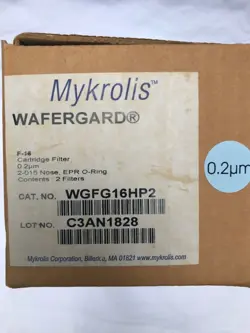 Mykrolis™
WAFERGARD®
F-16
Cartridge Filter
0.2µm
2-015 Nose, EPR O-Ring
Contents : 2 Filters
CAT. NO. WGFG16HP2
LOT NO. C3AN1828
Mykrolis Corporation, Billerica, MA 01821 www.mykrolis.com
0.2µm